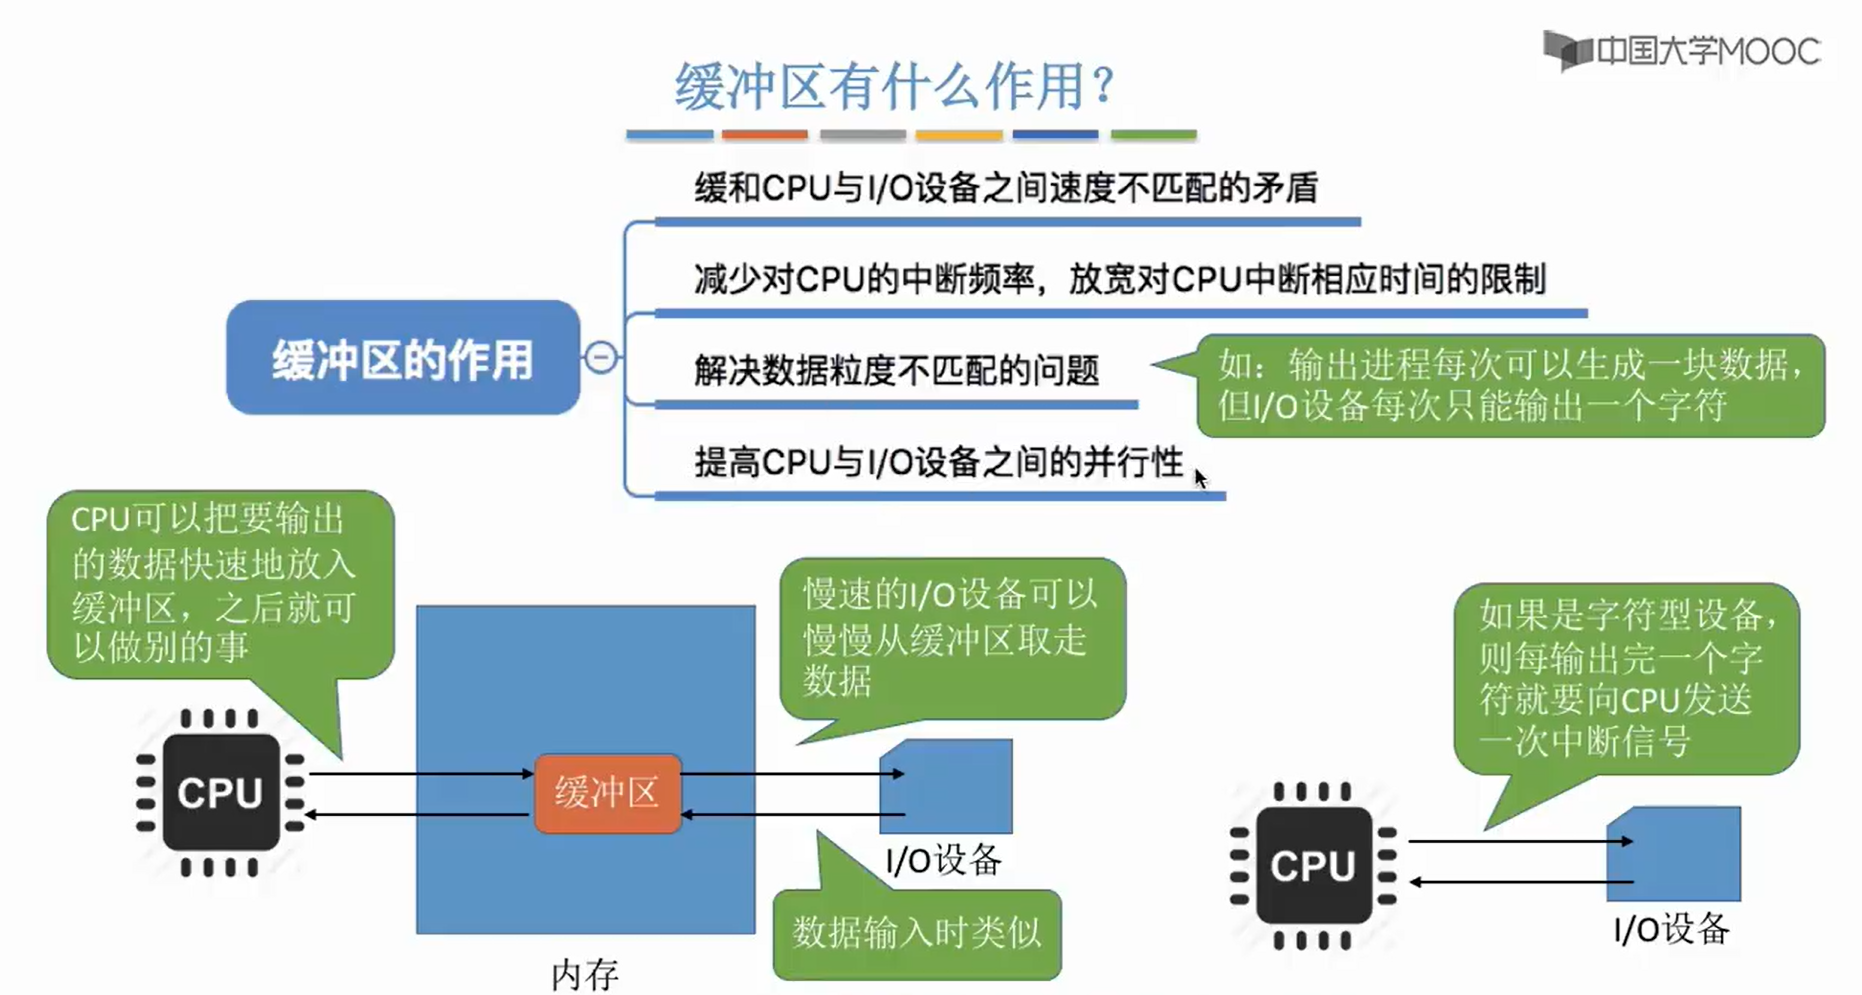 中国大学MOOC
缓冲区有什么作用？
缓和CPU与I/O设备之间速度不匹配的矛盾
减少对CPU的中断频率，放宽对CPU中断相应时间的限制
缓冲区的作用
解决数据粒度不匹配的问题
如：输出进程每次可以生成一块数据，
但I/O设备每次只能输出一个字符
提高CPU与I/O设备之间的并行性
CPU可以把要输出
的数据快速地放入
缓冲区，之后就可
以做别的事
慢速的I/O设备可以
慢慢从缓冲区取走
数据
如果是字符型设备，
则每输出完一个字
符就要向CPU发送
一次中断信号
CPU
缓冲区
I/O设备
数据输入时类似
内存
CPU
I/O设备